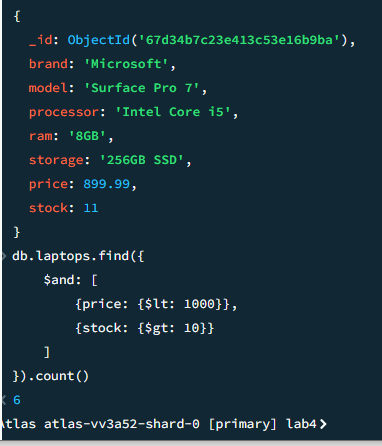 {
_id: ObjectId('67d34b7c23e413c53e16b9ba'),
brand: 'Microsoft',
model: 'Surface Pro 7',
processor: 'Intel Core i5',
ram: '8GB',
storage: '256GB SSD',
price: 899.99,
stock: 11
}
> db.laptops.find({
$and: [
{price: {$lt: 1000}},
{stock: {$gt: 10}}
]
}).count()
< 6
Atlas atlas-vv3a52-shard-0 [primary] lab4>